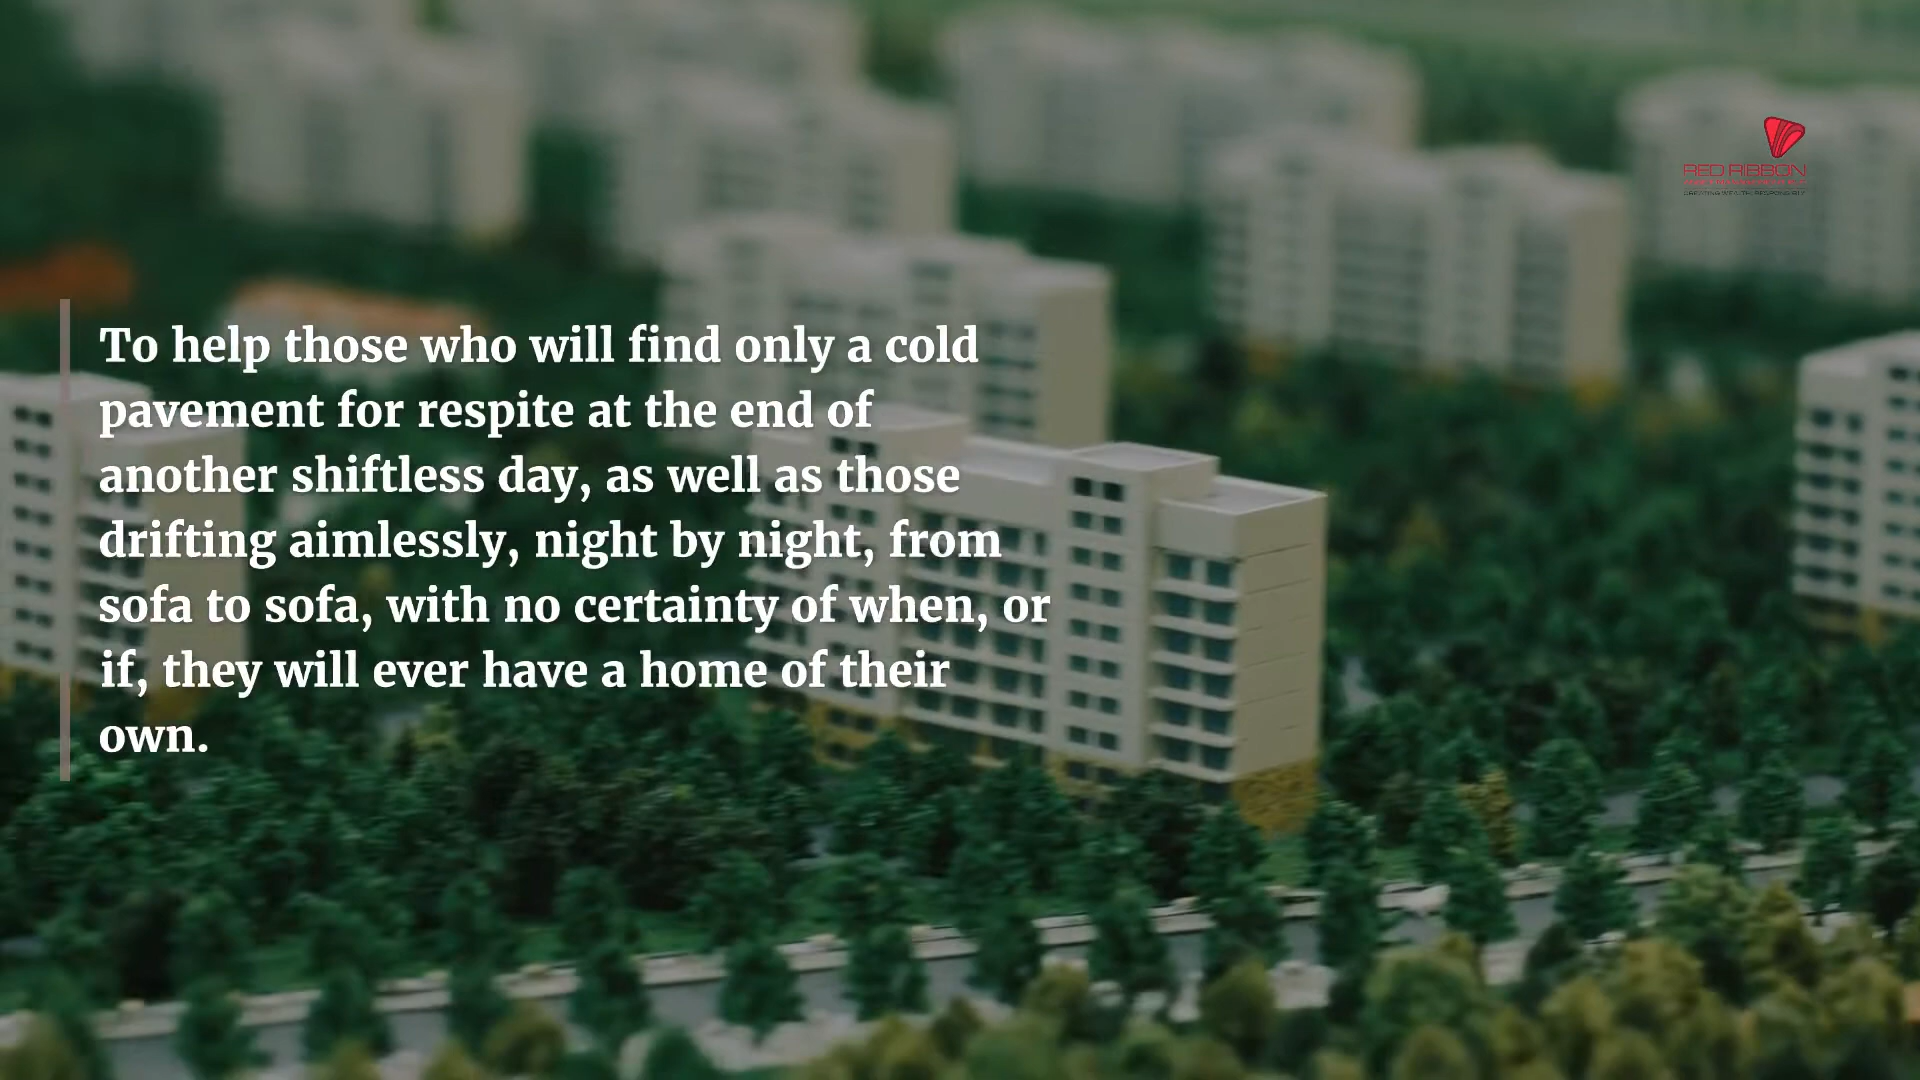 RED RIBBON
To help those who will find only a cold
pavement for respite at the end of
another shiftless day, as well as those
drifting aimlessly, night by night, from
sofa to sofa, with no certainty of when, or
if, they will ever have a home of their
own.